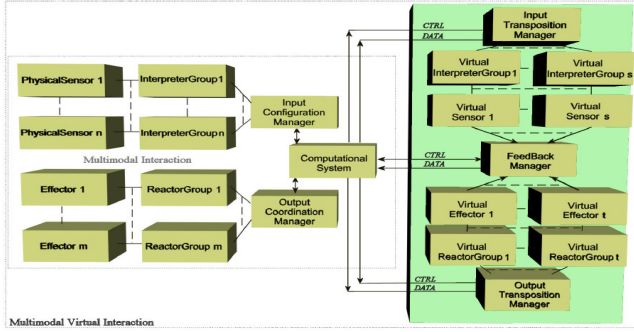 Input
Transposition
Manager
CTRL
DATA
PhysicalSensor 1
InterpreterGroup1
Virtual
InterpreterGroup1
Virtual
InterpreterGroup s
Input
Configuration
Manager
PhysicalSensor n
InterpreterGroupn
Virtual
Sensor 1
Virtual
Sensor s
Multimodal Interaction
Computational
System
CTRL
DATA
FeedBack
Manager
Effector 1
ReactorGroup 1
Output
Coordination
Manager
Virtual
Effector 1
Virtual
Effector t
Effector m
ReactorGroup m
Virtual
ReactorGroup 1
Virtual
ReactorGroup t
CTRL
DATA
Output
Transposition
Manager
Multimodal Virtual Interaction